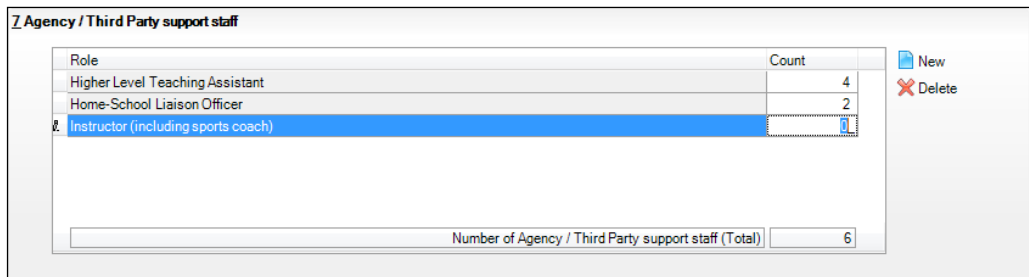 7 Agency / Third Party support staff
Role Count
Higher Level Teaching Assistant 4
Home-School Liaison Officer 2
Instructor (including sports coach) 0
Number of Agency / Third Party support staff (Total) 6
New
Delete